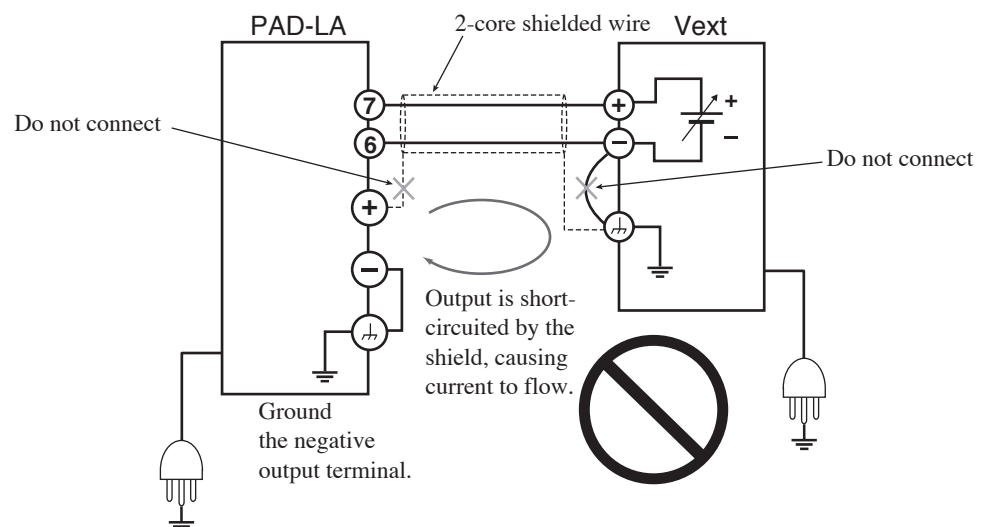 PAD-LA
2-core shielded wire
Vext
7
+
+
Do not connect
6
−
−
Do not connect
+
−
Output is short-
circuited by the
shield, causing
current to flow.
Ground
the negative
output terminal.